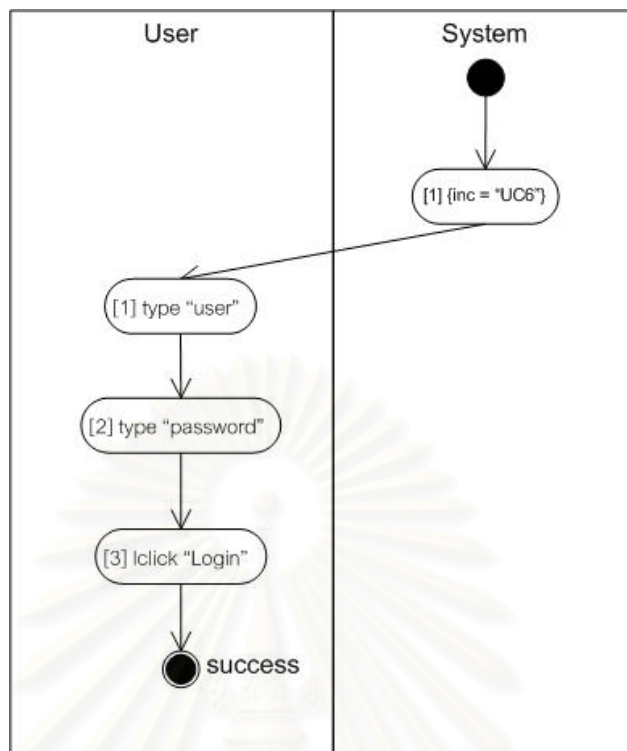 User
System
[1] {inc = “UC6”}
[1] type “user”
[2] type “password”
[3] lclick “Login”
success